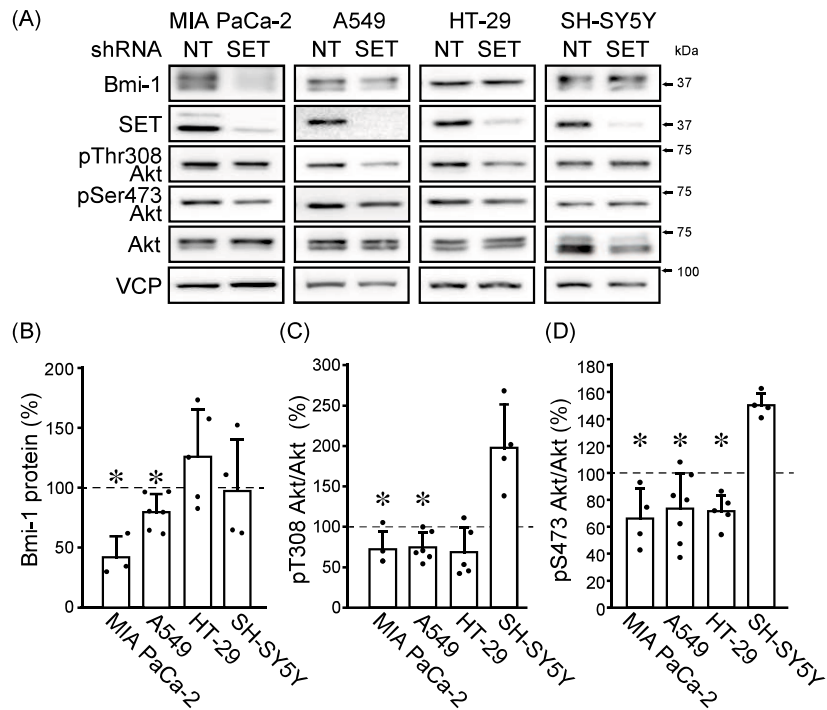 (A)
MIA PaCa-2 A549 HT-29 SH-SY5Y
shRNA NT SET NT SET NT SET NT SET kDa
Bmi-1 37
SET 37
pThr308 75
Akt
pSer473 75
Akt
Akt 75
VCP 100
(B)
Bmi-1 protein (%)
200
150
100
50
0
MIA PaCa-2
A549
HT-29
SH-SY5Y
(C)
pT308 Akt/Akt (%)
300
200
100
0
MIA PaCa-2
A549
HT-29
SH-SY5Y
(D)
pS473 Akt/Akt (%)
180
160
140
120
100
80
60
40
20
0
MIA PaCa-2
A549
HT-29
SH-SY5Y
* *
* *
* * *